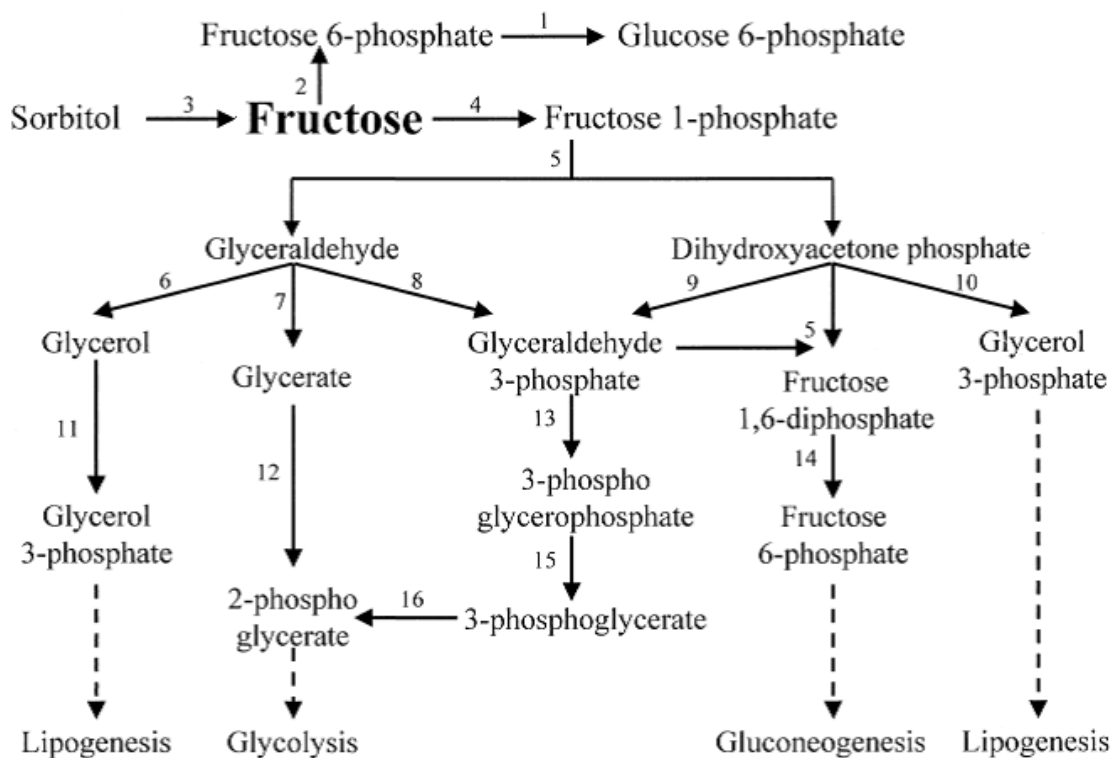 1
Fructose 6-phosphate Glucose 6-phosphate
2
3 4
Sorbitol Fructose Fructose 1-phosphate
5
Glyceraldehyde Dihydroxyacetone phosphate
6 7 8 9 10
5
Glycerol Glyceraldehyde Glycerol
Glycerate 3-phosphate Fructose 3-phosphate
1,6-diphosphate
11 12 13 14
3-phospho
Glycerol glycerophosphate Fructose
3-phosphate 6-phosphate
15
2-phospho 16 3-phosphoglycerate
glycerate
Lipogenesis Glycolysis Gluconeogenesis Lipogenesis